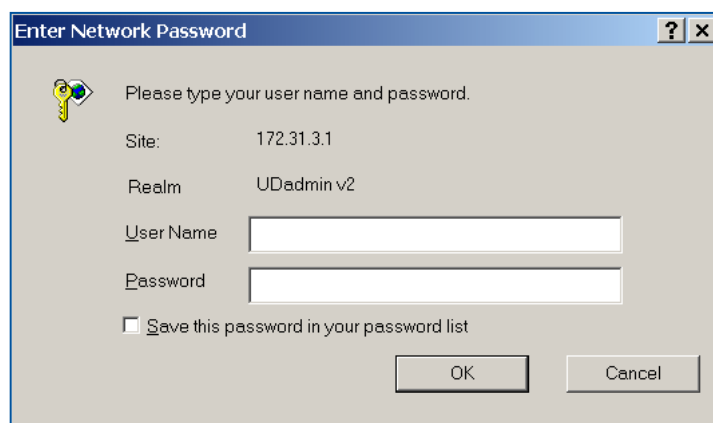 Enter Network Password
Please type your user name and password.
Site: 172.31.3.1
Realm UDadmin v2
User Name
Password
Save this password in your password list
OK Cancel